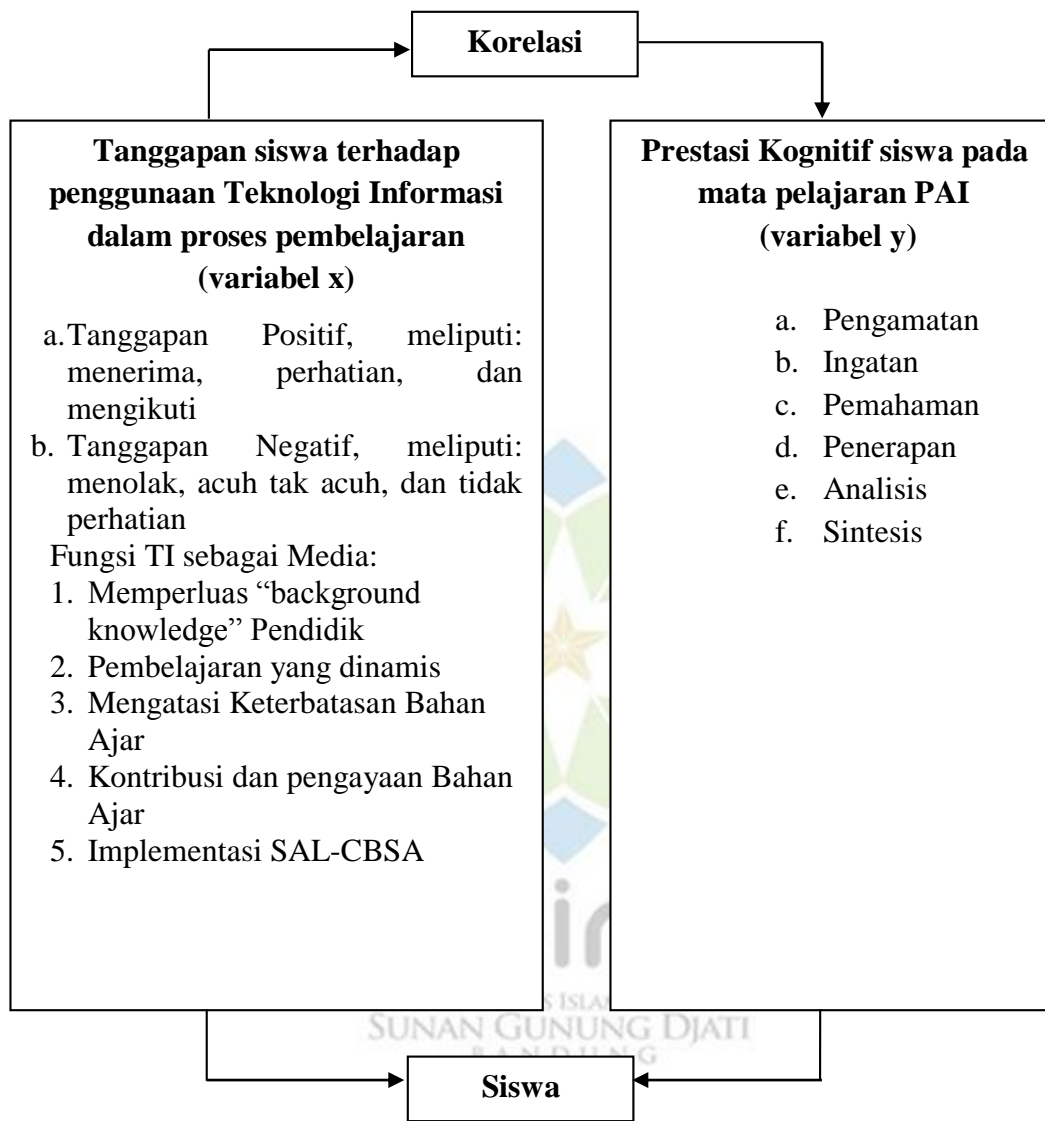 Korelasi
Tanggapan siswa terhadap
penggunaan Teknologi Informasi
dalam proses pembelajaran
(variabel x)
a.Tanggapan Positif, meliputi:
menerima, perhatian, dan
mengikuti
b. Tanggapan Negatif, meliputi:
menolak, acuh tak acuh, dan tidak
perhatian
Fungsi TI sebagai Media:
1. Memperluas “background
knowledge” Pendidik
2. Pembelajaran yang dinamis
3. Mengatasi Keterbatasan Bahan
Ajar
4. Kontribusi dan pengayaan Bahan
Ajar
5. Implementasi SAL-CBSA
Prestasi Kognitif siswa pada
mata pelajaran PAI
(variabel y)
a. Pengamatan
b. Ingatan
c. Pemahaman
d. Penerapan
e. Analisis
f. Sintesis
SUNAN GUNUNG DJATI
Siswa